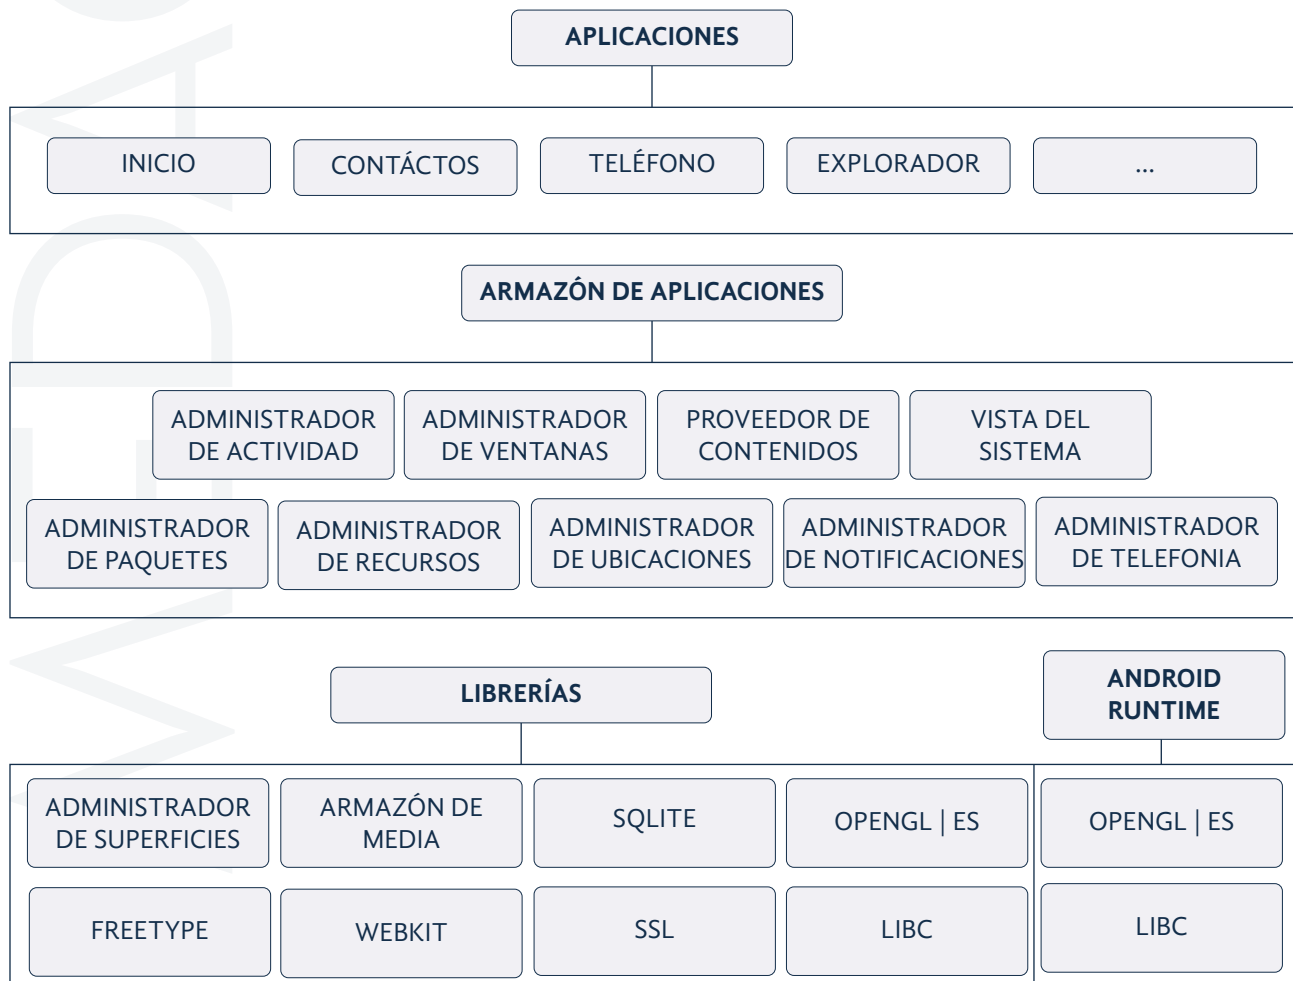 APLICACIONES
INICIO
CONTÁCTOS
TELÉFONO
EXPLORADOR
...
ARMAZÓN DE APLICACIONES
ADMINISTRADOR
DE ACTIVIDAD
ADMINISTRADOR
DE VENTANAS
PROVEEDOR DE
CONTENIDOS
VISTA DEL
SISTEMA
ADMINISTRADOR
DE PAQUETES
ADMINISTRADOR
DE RECURSOS
ADMINISTRADOR
DE UBICACIONES
ADMINISTRADOR
DE NOTIFICACIONES
ADMINISTRADOR
DE TELEFONIA
LIBRERÍAS
ANDROID
RUNTIME
ADMINISTRADOR
DE SUPERFICIES
ARMAZÓN DE
MEDIA
SQLITE
OPENGL | ES
OPENGL | ES
FREETYPE
WEBKIT
SSL
LIBC
LIBC